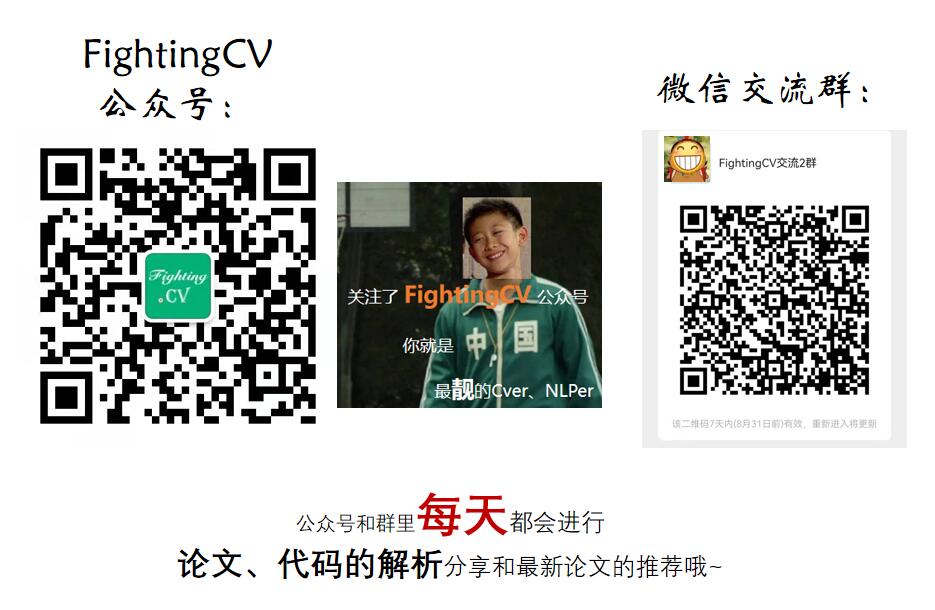 FightingCV
公众号：
微信交流群：
FightingCV交流2群
Fighting
.CV
关注了 FightingCV 公众号
中国
你就是
最靓的Cver、NLPer
该二维码7天内(8月31日前)有效，重新进入将更新
公众号和群里每天都会进行
论文、代码的解析分享和最新论文的推荐哦~